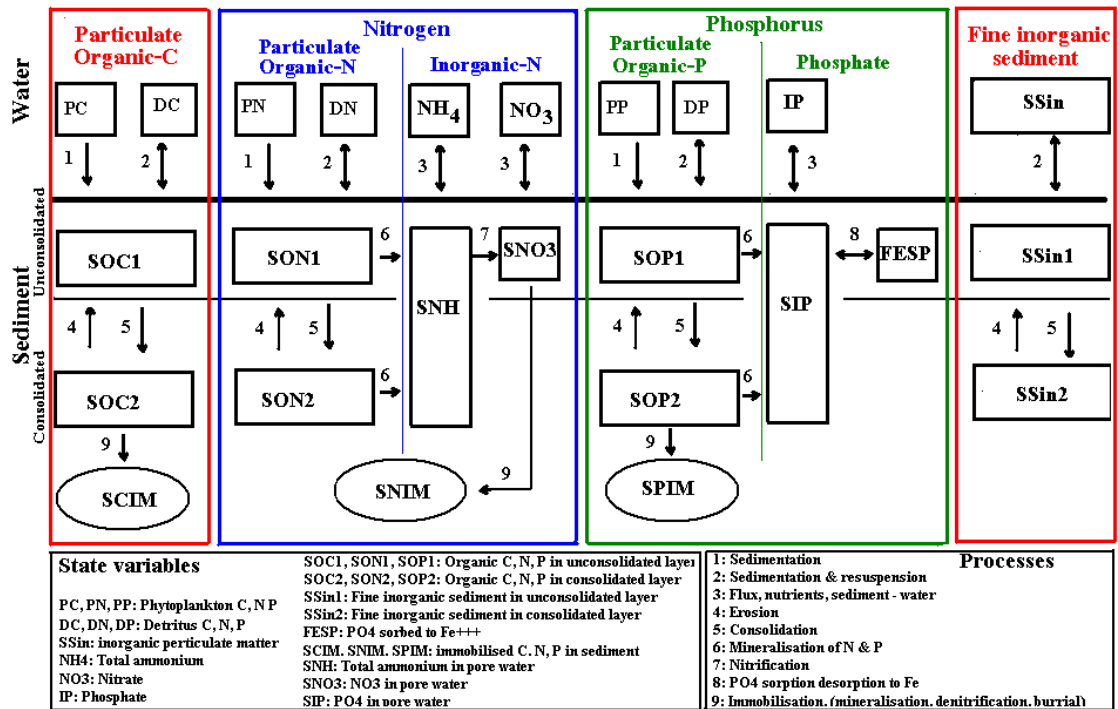 Particulate
Organic-C
Nitrogen
Particulate
Organic-N
Inorganic-N
Phosphorus
Particulate
Organic-P
Phosphate
Fine inorganic
sediment
Water
PC
DC
PN
DN
NH4
NO3
PP
DP
IP
SSin
1
2
1
2
3
3
1
2
3
2
Sediment
Unconsolidated
SOC1
SON1
6
SNH
7
SNO3
SOP1
6
SIP
8
FESP
SSin1
4
5
4
5
4
5
4
5
Consolidated
SOC2
SON2
6
SOP2
6
SSin2
9
SCIM
SNIM
9
9
SPIM
State variables
PC, PN, PP: Phytoplankton C, N P
DC, DN, DP: Detritus C, N, P
SSin: inorganic perticulate matter
NH4: Total ammonium
NO3: Nitrate
IP: Phosphate
SOC1, SON1, SOP1: Organic C, N, P in unconsolidated layer
SOC2, SON2, SOP2: Organic C, N, P in consolidated layer
SSin1: Fine inorganic sediment in unconsolidated layer
SSin2: Fine inorganic sediment in consolidated layer
FESP: PO4 sorbed to Fe+++
SCIM. SNIM. SPIM: immobilised C. N, P in sediment
SNH: Total ammonium in pore water
SNO3: NO3 in pore water
SIP: PO4 in pore water
Processes
1: Sedimentation
2: Sedimentation & resuspension
3: Flux, nutrients, sediment - water
4: Erosion
5: Consolidation
6: Mineralisation of N & P
7: Nitrification
8: PO4 sorption desorption to Fe
9: Immobilisation. (mineralisation. denitrification. burrial)